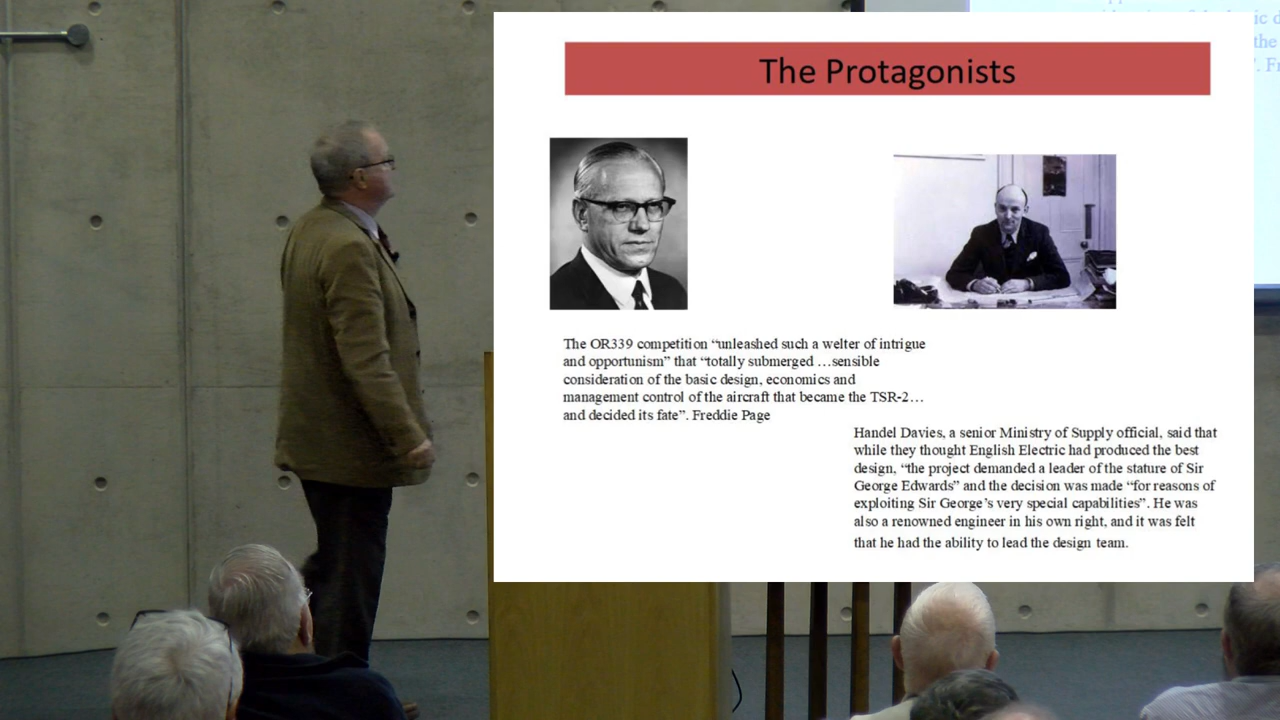 The Protagonists
The OR339 competition “unleashed such a welter of intrigue
and opportunism” that “totally submerged …sensible
consideration of the basic design, economics and
management control of the aircraft that became the TSR-2…
and decided its fate”. Freddie Page
Handel Davies, a senior Ministry of Supply official, said that
while they thought English Electric had produced the best
design, “the project demanded a leader of the stature of Sir
George Edwards” and the decision was made “for reasons of
exploiting Sir George’s very special capabilities”. He was
also a renowned engineer in his own right, and it was felt
that he had the ability to lead the design team.
ic d
the
”. Fr